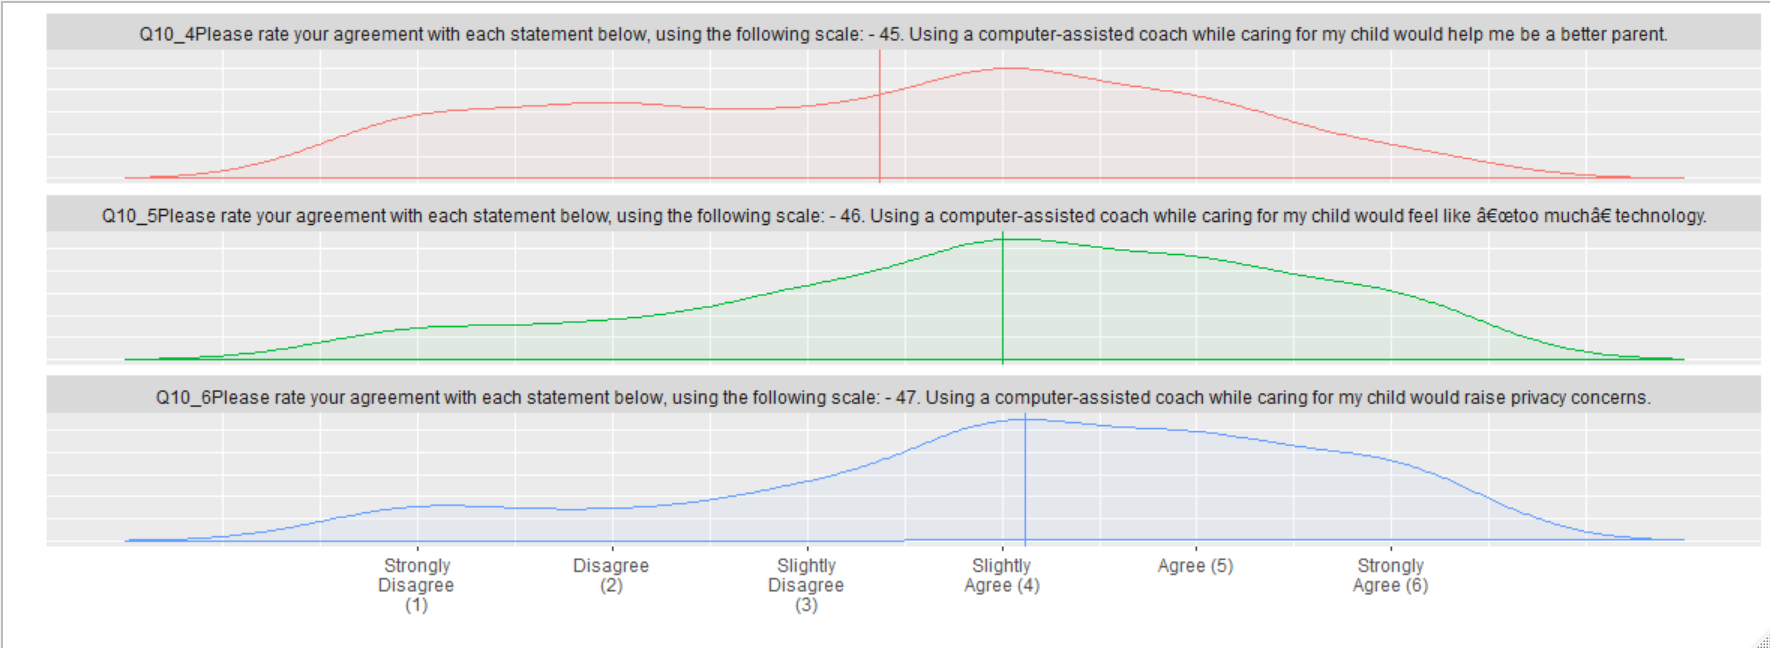 Q10_4Please rate your agreement with each statement below, using the following scale: - 45. Using a computer-assisted coach while caring for my child would help me be a better parent.
Q10_5Please rate your agreement with each statement below, using the following scale: - 46. Using a computer-assisted coach while caring for my child would feel like â€œtoo muchâ€ technology.
Q10_6Please rate your agreement with each statement below, using the following scale: - 47. Using a computer-assisted coach while caring for my child would raise privacy concerns.
Strongly
Disagree
(1)
Disagree
(2)
Slightly
Disagree
(3)
Slightly
Agree (4)
Agree (5)
Strongly
Agree (6)